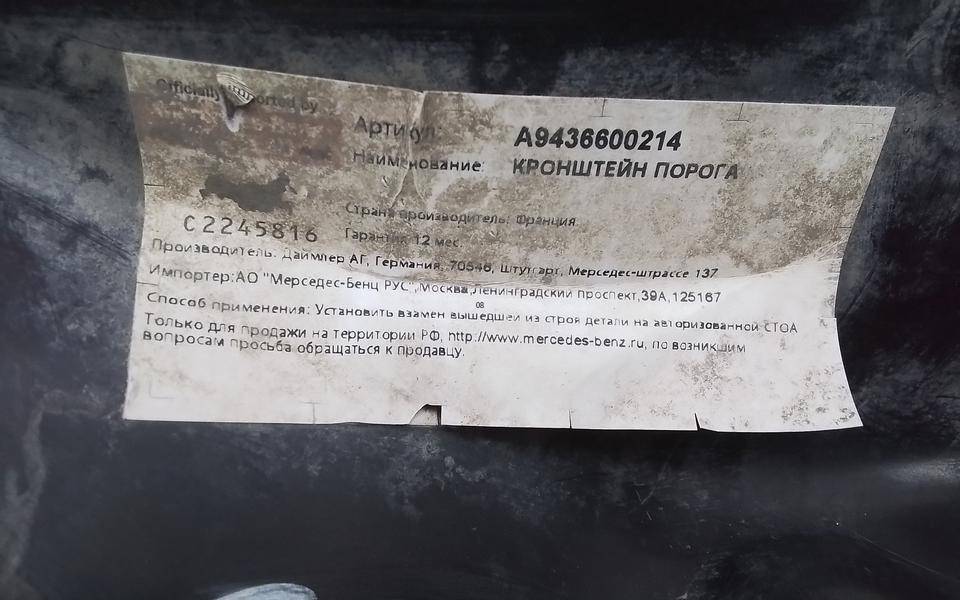 Officially imported by
Артикул: A9436600214
Наименование: КРОНШТЕЙН ПОРОГА
Страна производитель: Франция.
Гарантия 12 мес.
C2245816
Производитель: Даймлер АГ, Германия, 70546, Штутгарт, Мерседес-штрассе 137
Импортер:АО "Мерседес-Бенц РУС",Москва,Ленинградский проспект,39А,125167
08
Способ применения: Установить взамен вышедшей из строя детали на авторизованной СТОА
Только для продажи на территории РФ, http://www.mercedes-benz.ru, по возникшим
вопросам просьба обращаться к продавцу.